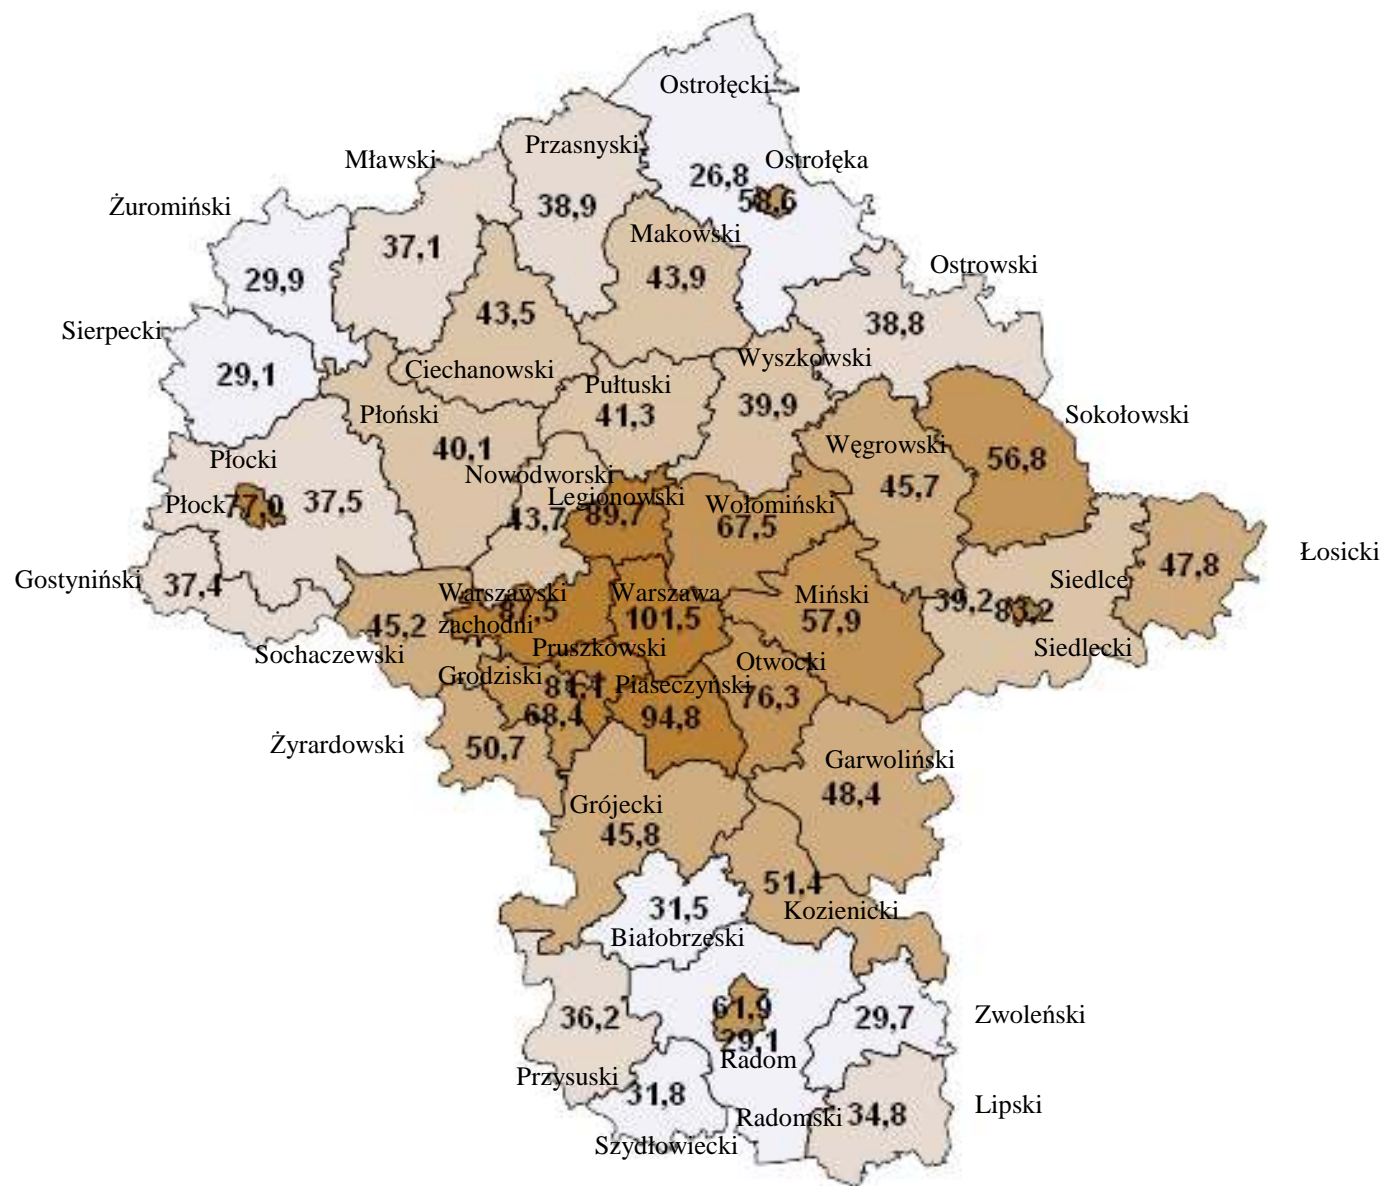 Ostrołęcki
Przasnyski
Mławski
26,8
Ostrołęka
58,6
Żuromiński
38,9
Makowski
37,1
43,9
Ostrowski
29,9
43,5
38,8
Sierpecki
Wyszkowski
29,1
Ciechanowski
Pułtuski
39,9
Płoński
41,3
Sokołowski
40,1
Węgrowski
56,8
Płocki
Nowodworski
45,7
Płock
77,0
37,5
Legionowski
Wołomiński
43,7
89,7
67,5
Łosicki
47,8
Gostyniński
37,4
Siedlce
Warszawski
zachodni
87,5
Warszawa
101,5
Miński
57,9
39,2
83,2
45,2
Sochaczewski
Pruszkowski
Siedlecki
Grodziski
81,1
Piaseczyński
Otwocki
76,3
68,4
94,8
Żyrardowski
50,7
Garwoliński
48,4
Grójecki
45,8
51,4
31,5
Kozienicki
Białobrzeski
61,9
29,7
Zwoleński
36,2
29,1
Radom
Przysuski
31,8
Radomski
34,8
Lipski
Szydłowiecki